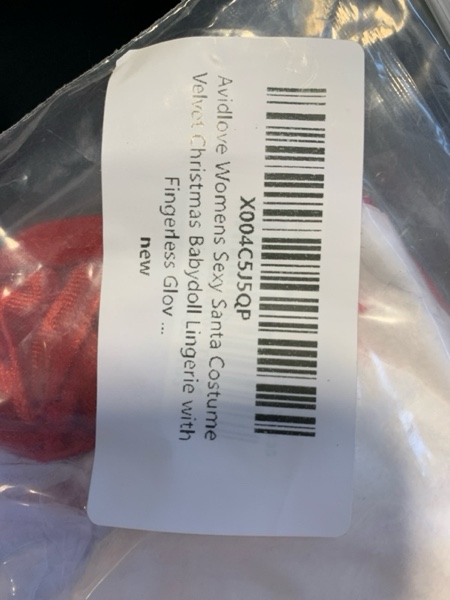 X004C5J5QP
Avidlove Womens Sexy Santa Costume
Velvet Christmas Babydoll Lingerie with
Fingerless Glov ...
new